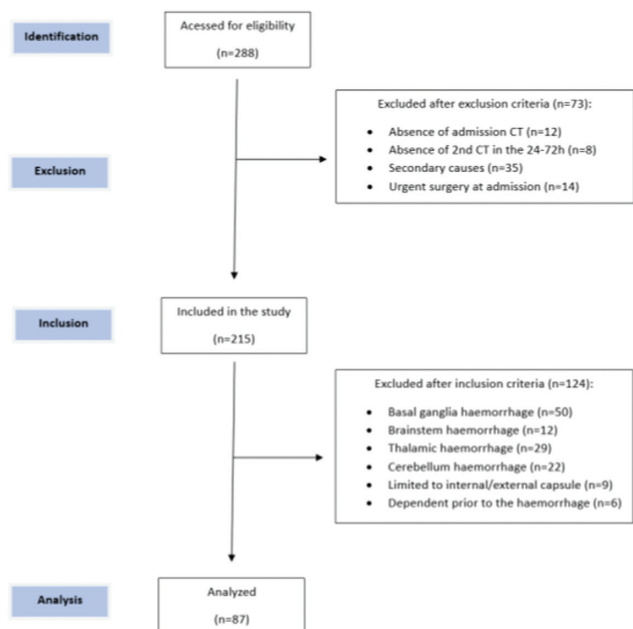 Identification
Acessed for eligibility
(n=288)
Excluded after exclusion criteria (n=73):
• Absence of admission CT (n=12)
• Absence of 2nd CT in the 24-72h (n=8)
• Secondary causes (n=35)
• Urgent surgery at admission (n=14)
Exclusion
Inclusion
Included in the study
(n=215)
Excluded after inclusion criteria (n=124):
• Basal ganglia haemorrhage (n=50)
• Brainstem haemorrhage (n=12)
• Thalamic haemorrhage (n=29)
• Cerebellum haemorrhage (n=22)
• Limited to internal/external capsule (n=9)
• Dependent prior to the haemorrhage (n=6)
Analysis
Analyzed
(n=87)